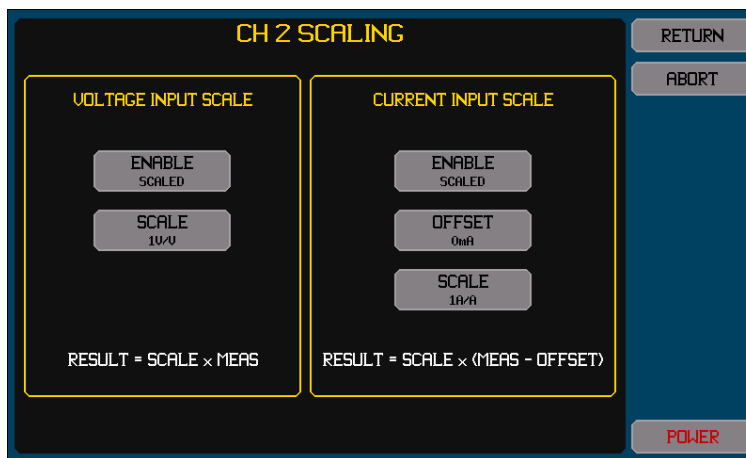 CH 2 SCALING
RETURN
ABORT
VOLTAGE INPUT SCALE
ENABLE
SCALED
SCALE
1V/V
RESULT = SCALE × MEAS
CURRENT INPUT SCALE
ENABLE
SCALED
OFFSET
0mA
SCALE
1A/A
RESULT = SCALE × (MEAS - OFFSET)
POWER